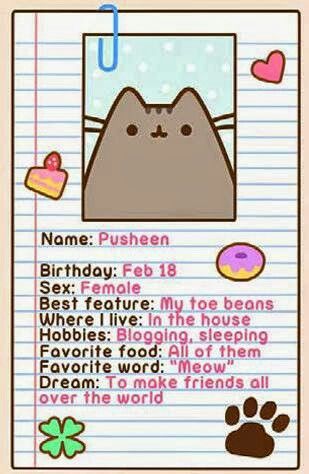 Name: Pusheen
Birthday: Feb 18
Sex: Female
Best feature: My toe beans
Where I live: In the house
Hobbies: Blogging, sleeping
Favorite food: All of them
Favorite word: "Meow"
Dream: To make friends all
over the world